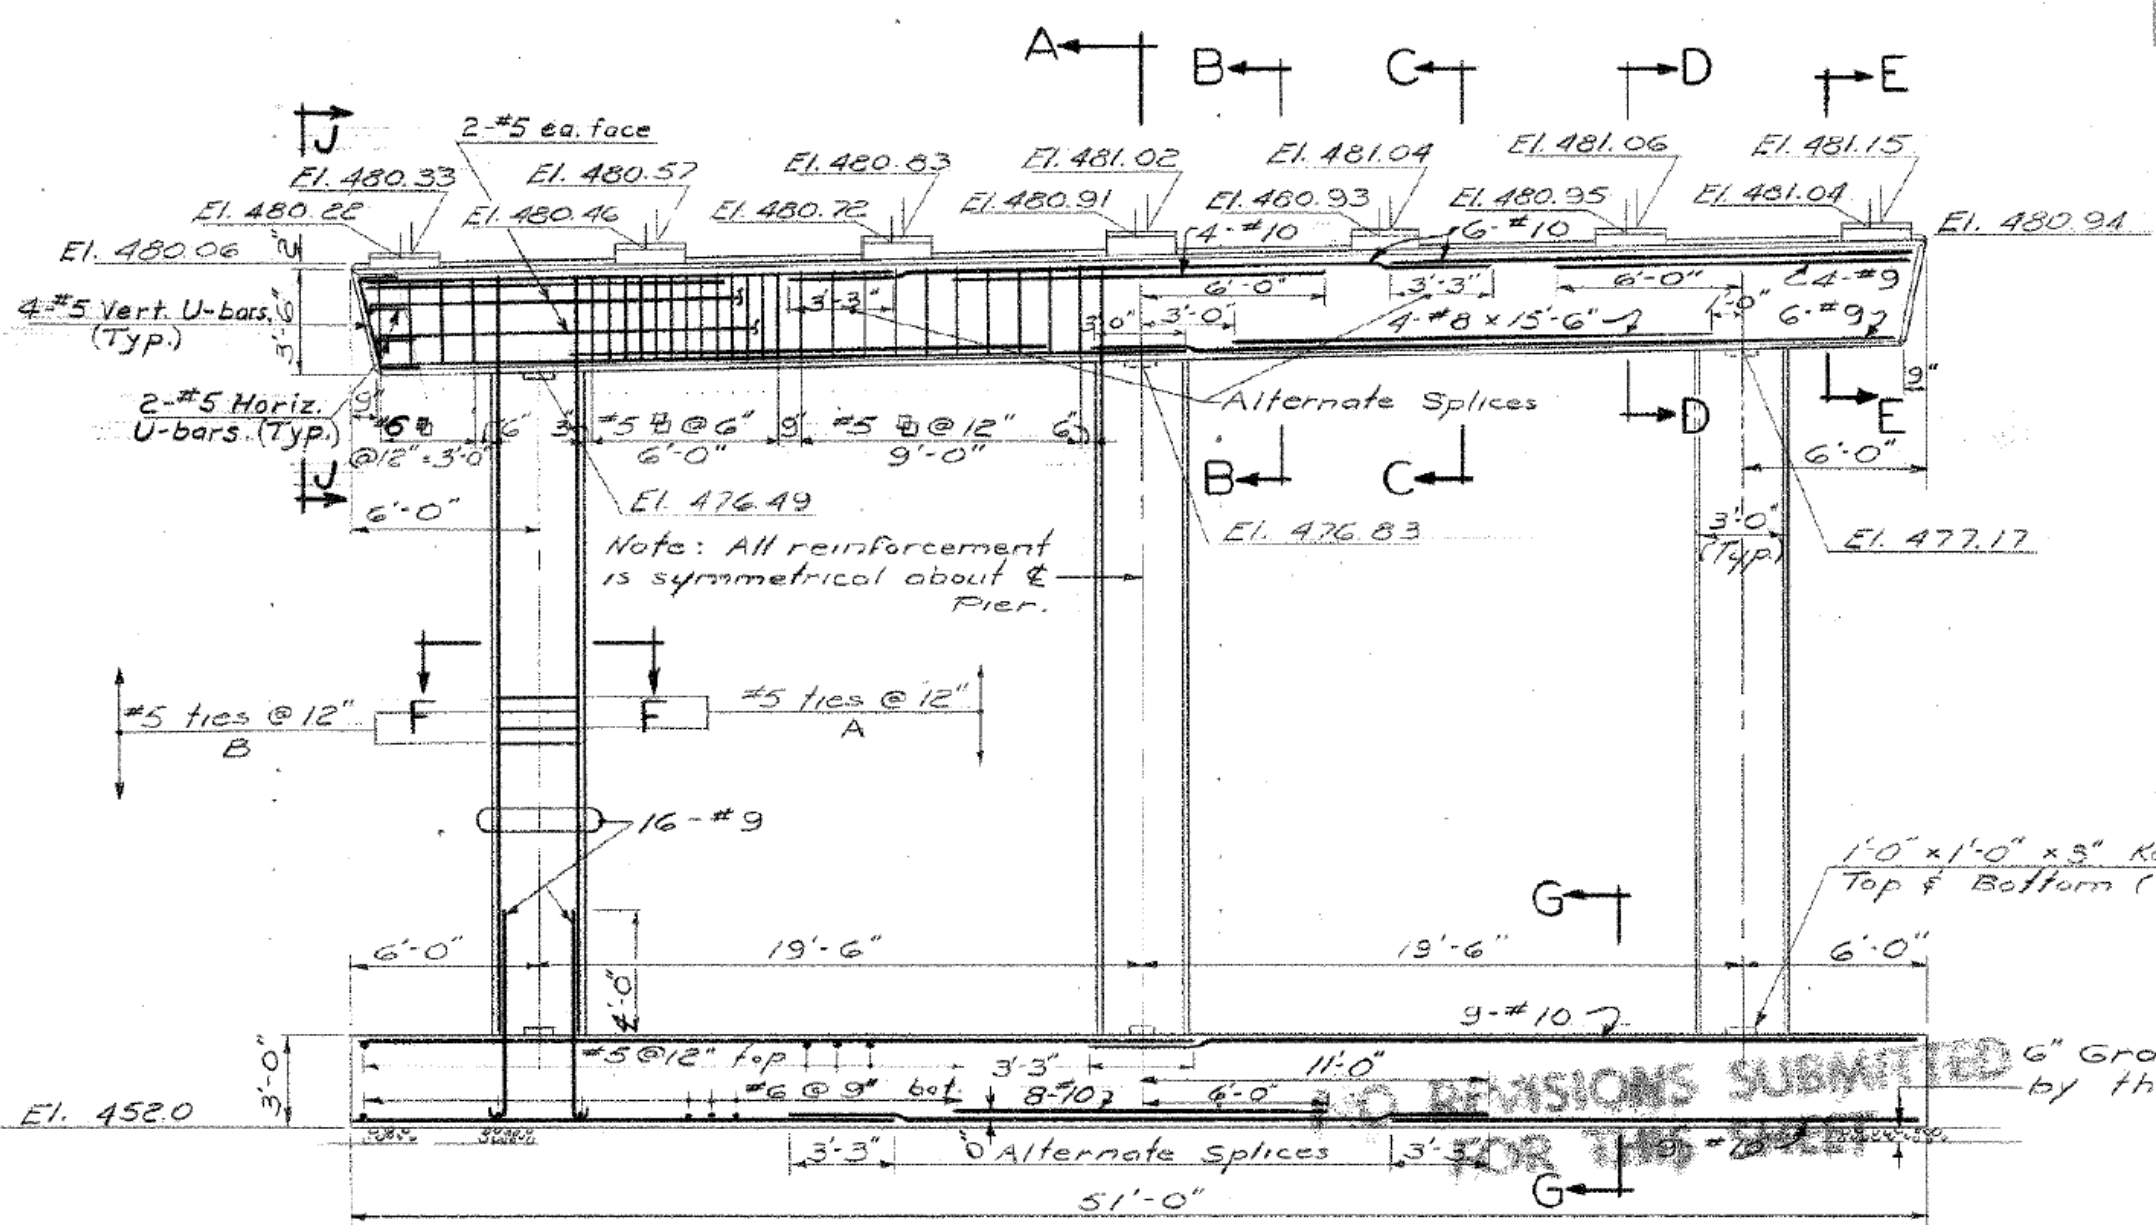 A
B
C
D
E
J
2-#5 ea. face
El. 480.33
El. 480.57
El. 480.83
El. 481.02
El. 481.04
El. 481.06
El. 481.15
El. 480.22
El. 480.46
El. 480.72
El. 480.91
El. 480.93
El. 480.95
El. 481.04
El. 480.94
El. 480.06
2"
4-#10
6-#10
4-#5 Vert. U-bars.
(Typ.)
3'-6"
3'-3"
6'-0"
3'-3"
6'-0"
4-#9
3'-0"
3'-0"
4-#8 x 15'-6"
1'-0"
6-#9
2-#5 Horiz.
U-bars. (Typ.)
9"
Alternate Splices
9"
@12" = 3'-0"
6"
3"
#5 @ 6"
6'-0"
9"
#5 @ 12"
9'-0"
6"
J
B
C
D
E
6'-0"
6'-0"
El. 476.49
El. 476.83
3'-0"
(Typ.)
El. 477.17
Note: All reinforcement
is symmetrical about ℄
Pier.
F
F
#5 ties @ 12"
B
#5 ties @ 12"
A
16-#9
1'-0" x 1'-0" x 3"
Top & Bottom (
G
6'-0"
19'-6"
19'-6"
6'-0"
4'-0"
9-#10
3'-0"
#5 @ 12" top
3'-3"
11'-0"
#6 @ 9" bot.
8-#10
6'-0"
6"
by
El. 452.0
NO REVISIONS SUBMITTED
FOR THIS SHEET
3'-3"
Alternate Splices
3'-3"
G
51'-0"